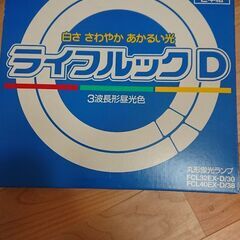 白さ さわやか あかるい光
ライフルックD
3波長形昼光色
丸形蛍光ランプ
FCL32EX-D/30
FCL40EX-D/38